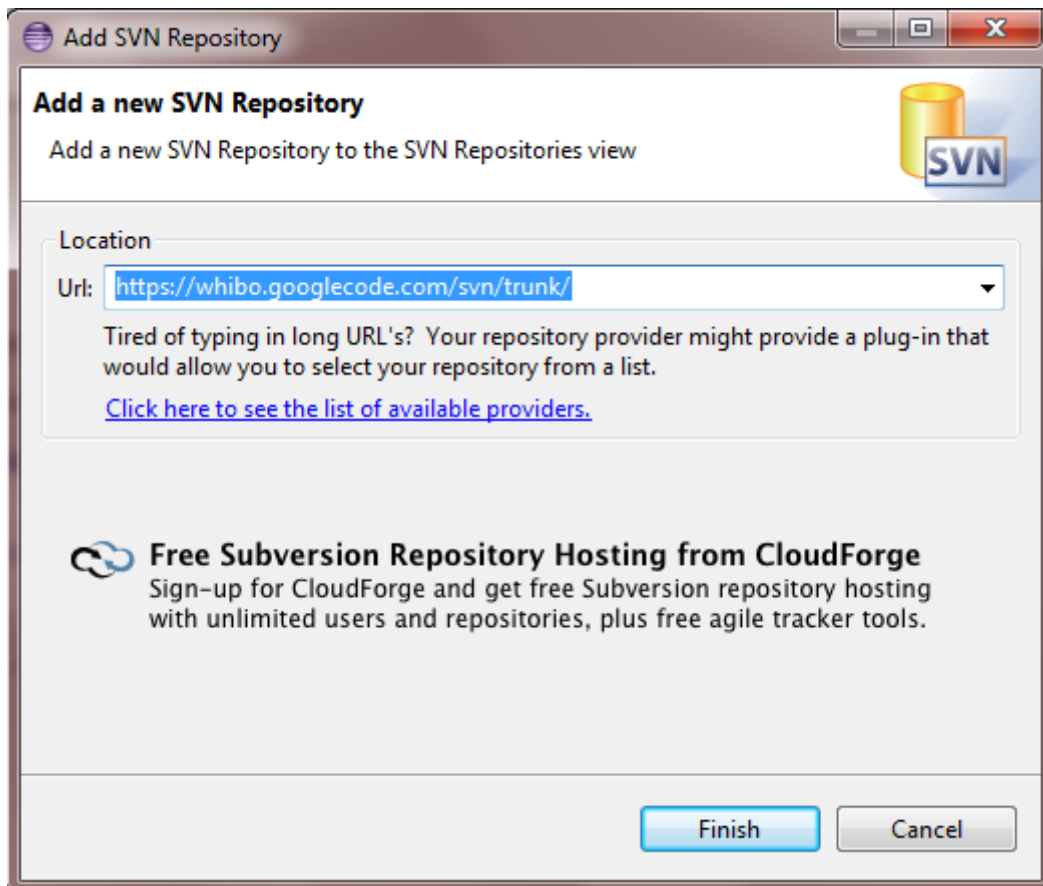 Add SVN Repository
Add a new SVN Repository
Add a new SVN Repository to the SVN Repositories view
SVN
Location
Url: https://whibo.googlecode.com/svn/trunk/
Tired of typing in long URL's? Your repository provider might provide a plug-in that
would allow you to select your repository from a list.
Click here to see the list of available providers.
Free Subversion Repository Hosting from CloudForge
Sign-up for CloudForge and get free Subversion repository hosting
with unlimited users and repositories, plus free agile tracker tools.
Finish Cancel